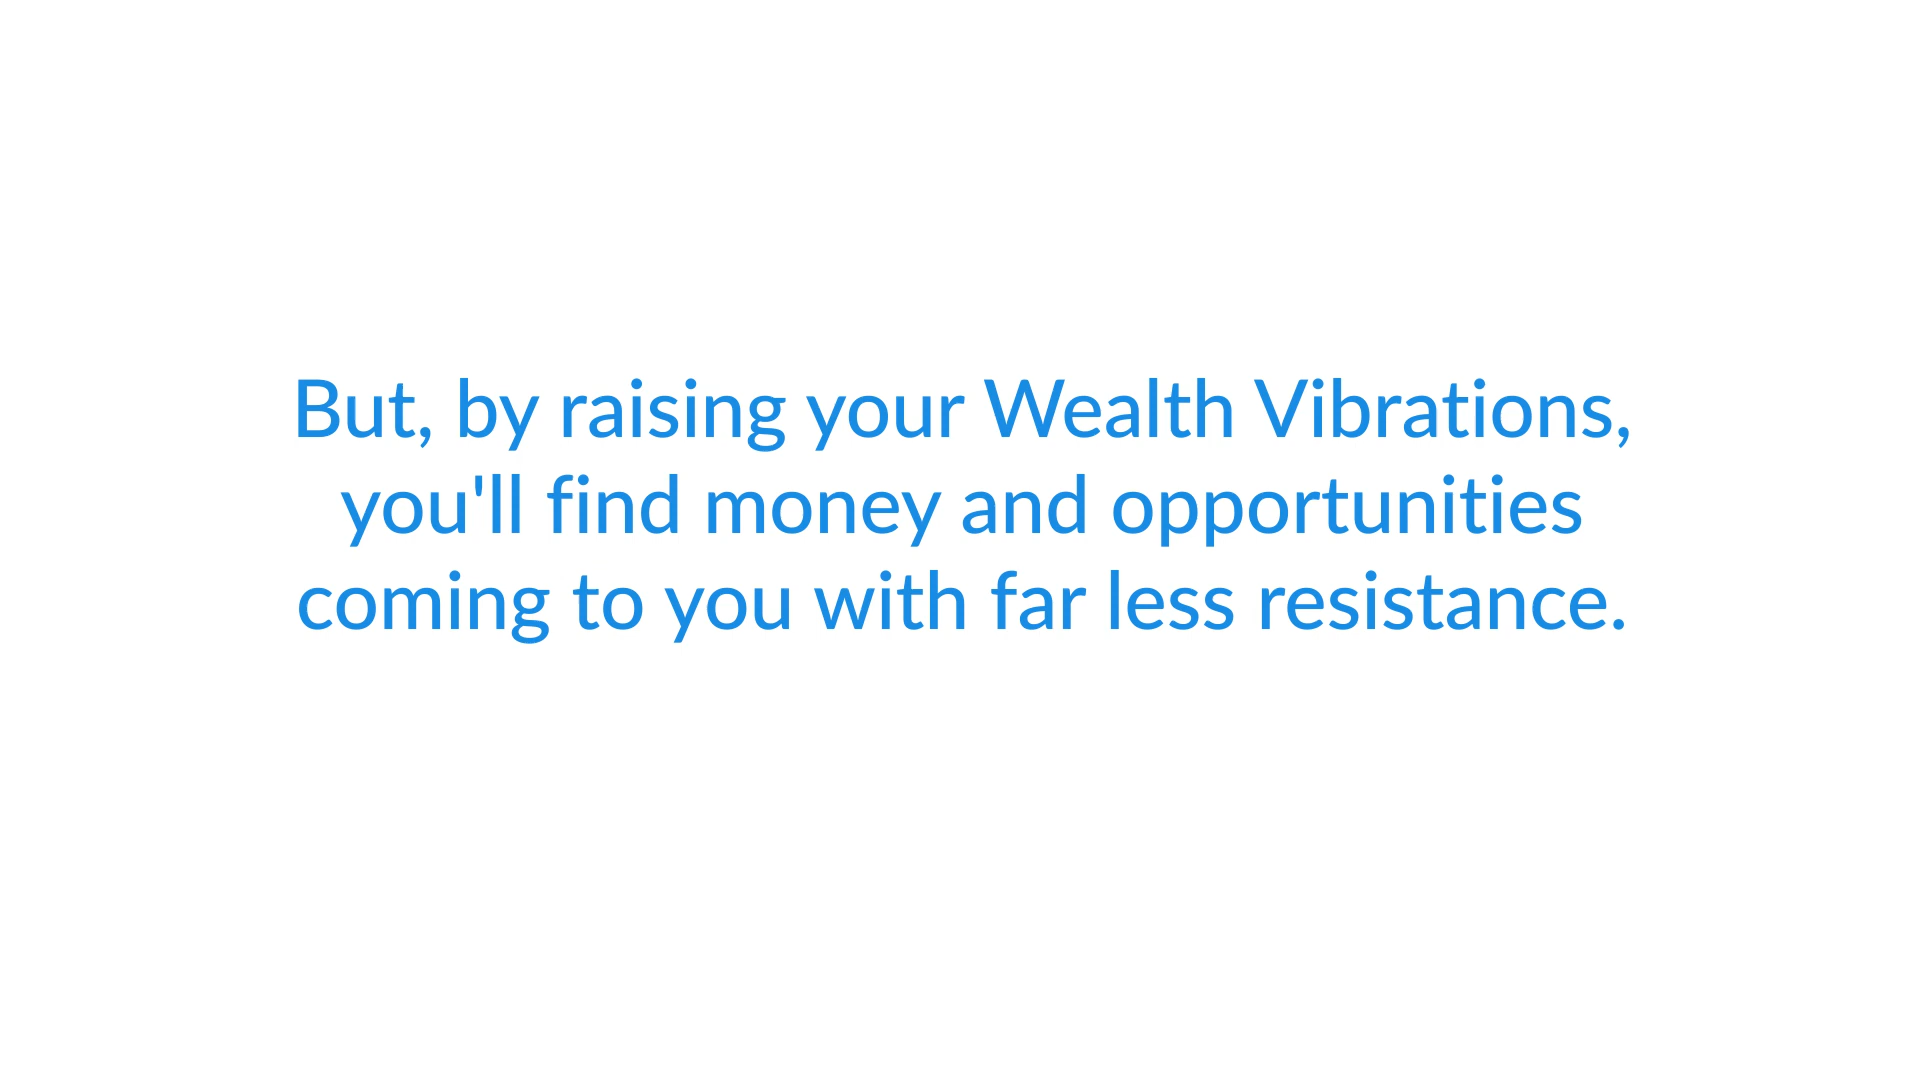 But, by raising your Wealth Vibrations,
you'll find money and opportunities
coming to you with far less resistance.